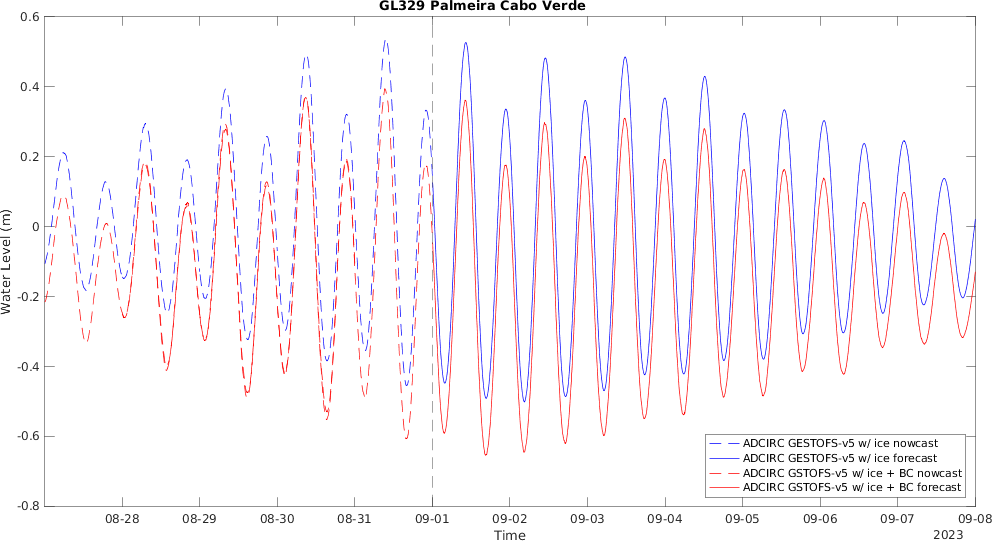 GL329 Palmeira Cabo Verde
0.6
0.4
0.2
0
-0.2
-0.4
-0.6
-0.8
Water Level (m)
ADCIRC GESTOFS-v5 w/ ice nowcast
ADCIRC GESTOFS-v5 w/ ice forecast
ADCIRC GSTOFS-v5 w/ ice + BC nowcast
ADCIRC GSTOFS-v5 w/ ice + BC forecast
08-28 08-29 08-30 08-31 09-01 09-02 09-03 09-04 09-05 09-06 09-07 09-08
Time
2023